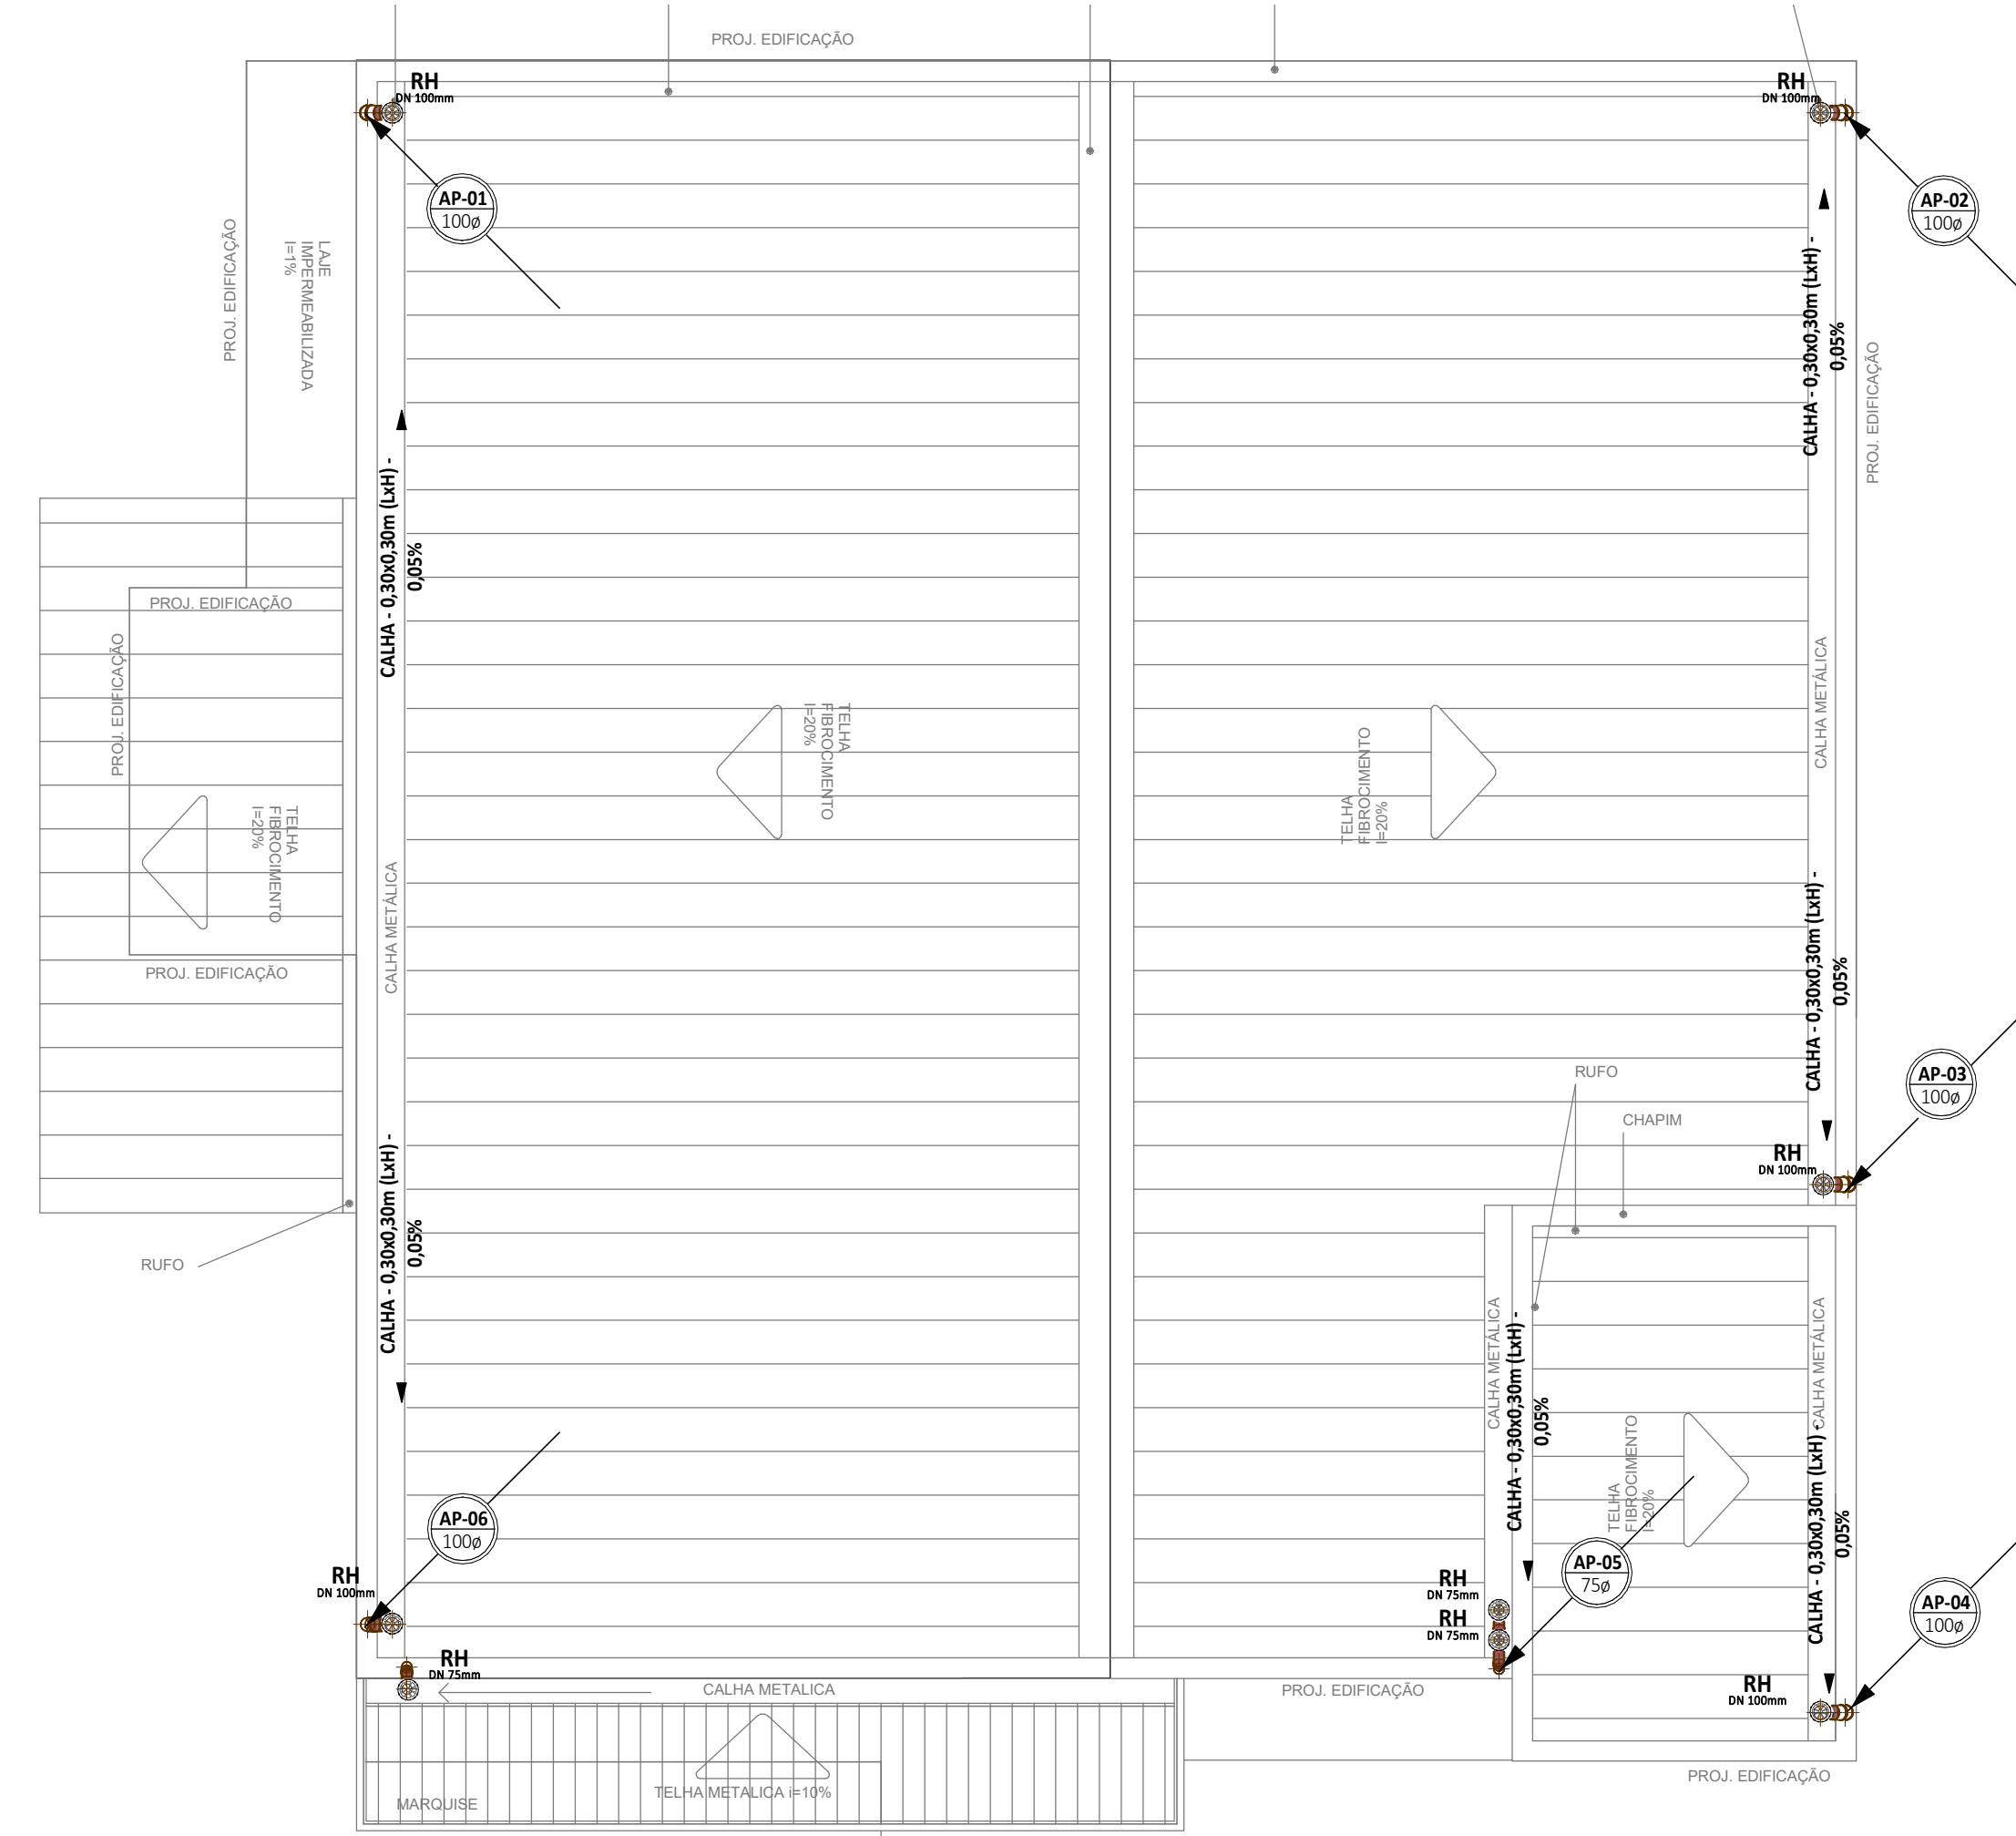 PROJ. EDIFICAÇÃO
RH
DN 100mm
RH
DN 100mm
AP-01
100ø
AP-02
100ø
PROJ. EDIFICAÇÃO
LAJE
IMPERMEABILIZADA
I=1%
CALHA - 0,30x0,30m (LxH) -
0,05%
PROJ. EDIFICAÇÃO
CALHA - 0,30x0,30m (LxH) -
0,05%
PROJ. EDIFICAÇÃO
PROJ. EDIFICAÇÃO
TELHA
FIBROCIMENTO
I=20%
TELHA
FIBROCIMENTO
I=20%
CALHA METÁLICA
TELHA
FIBROCIMENTO
I=20%
CALHA METÁLICA
PROJ. EDIFICAÇÃO
CALHA - 0,30x0,30m (LxH) -
0,05%
RUFO
AP-03
100ø
CHAPIM
RH
DN 100mm
CALHA - 0,30x0,30m (LxH) -
0,05%
RUFO
CALHA METÁLICA
CALHA - 0,30x0,30m (LxH) -
0,05%
CALHA METÁLICA
TELHA
FIBROCIMENTO
I=20%
CALHA - 0,30x0,30m (LxH) -
0,05%
AP-06
100ø
AP-05
75ø
RH
DN 100mm
RH
DN 75mm
RH
DN 75mm
AP-04
100ø
RH
DN 75mm
CALHA METALICA
PROJ. EDIFICAÇÃO
RH
DN 100mm
TELHA METALICA i=10%
MARQUISE
PROJ. EDIFICAÇÃO